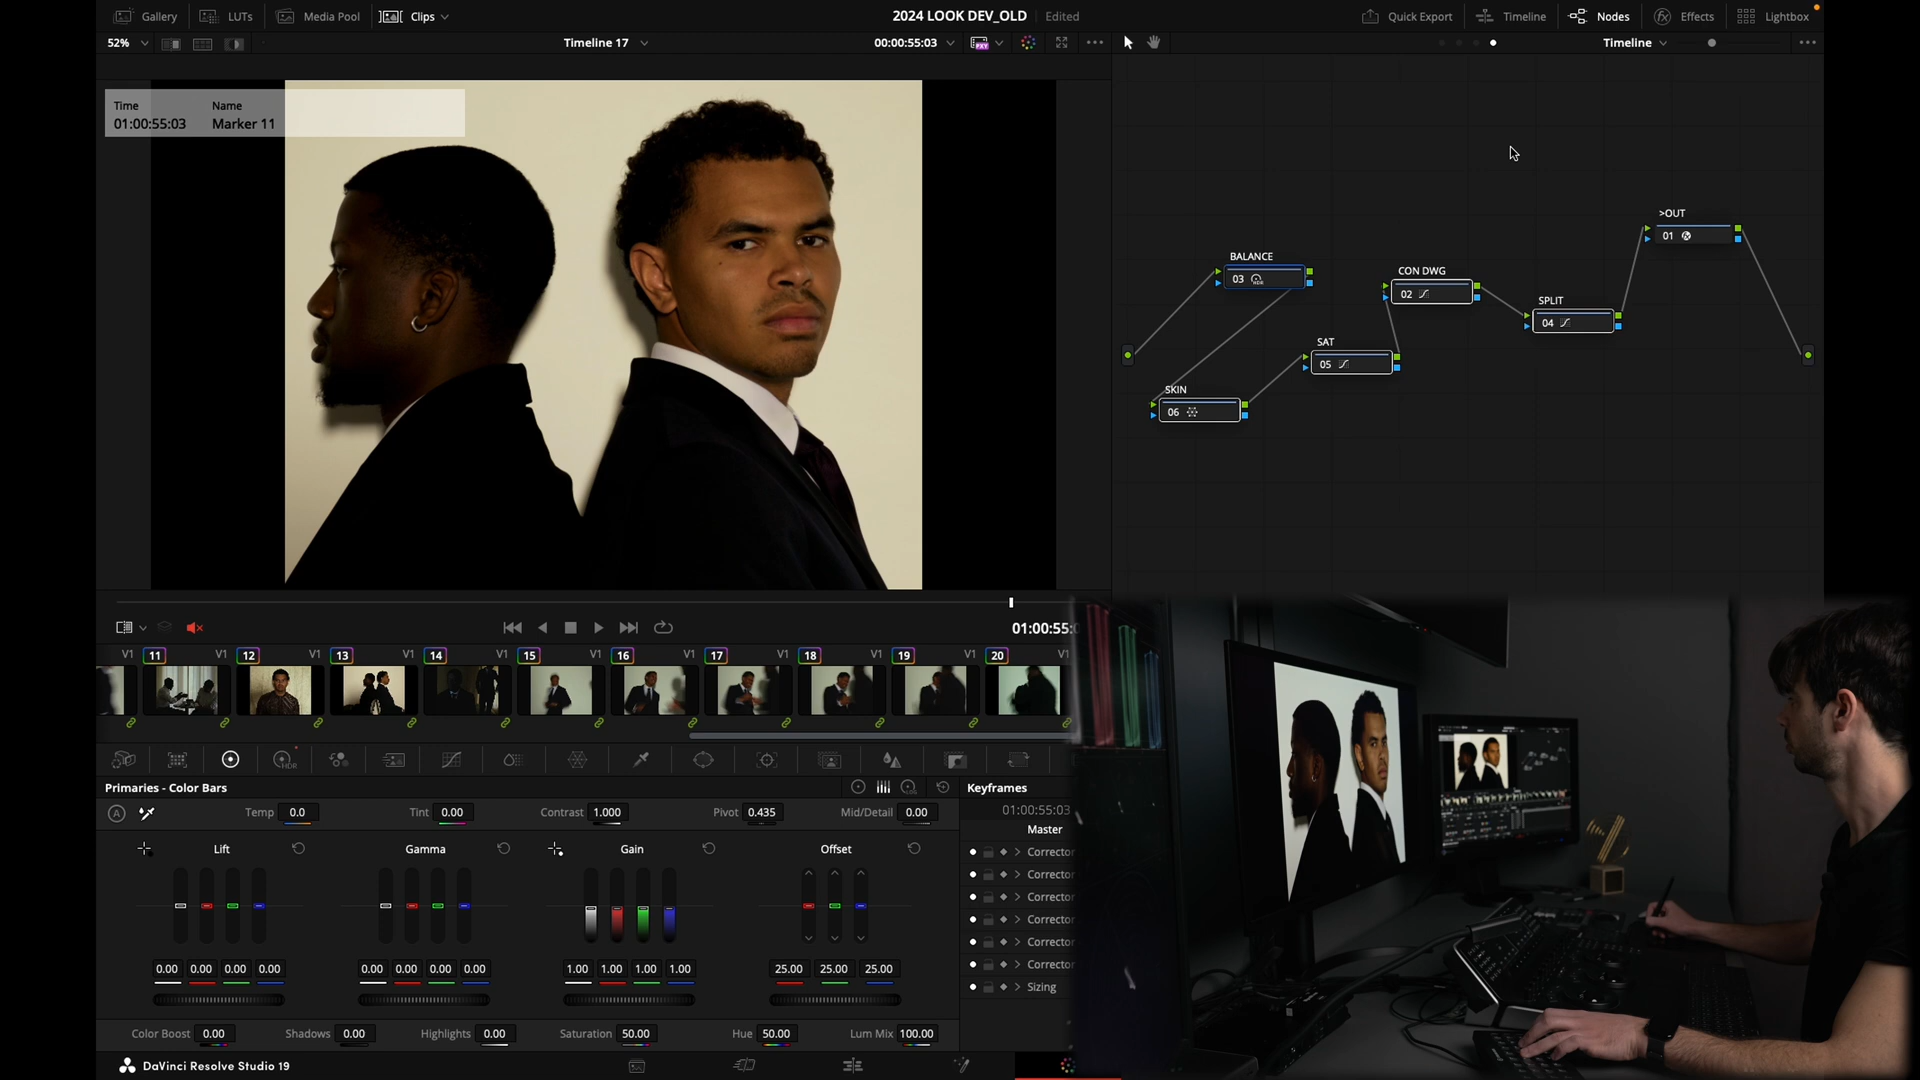 Gallery LUTs Media Pool Clips 2024 LOOK DEV_OLD Edited Quick Export Timeline Nodes Effects Lightbox
52% Timeline 17 00:00:55:03 Timeline
Time Name
01:00:55:03 Marker 11
>OUT
01
BALANCE
03
CON DWG
02
SPLIT
04
SAT
05
SKIN
06
01:00:55:0
V1 11 V1 12 V1 13 V1 14 V1 15 V1 16 V1 17 V1 18 V1 19 V1 20 V1
HDR
Primaries - Color Bars Keyframes
A Temp 0.0 Tint 0.00 Contrast 1.000 Pivot 0.435 Mid/Detail 0.00 01:00:55:03
Master
Lift Gamma Gain Offset Corrector
Corrector
Corrector
Corrector
Corrector
0.00 0.00 0.00 0.00 0.00 0.00 0.00 0.00 1.00 1.00 1.00 1.00 25.00 25.00 25.00 Corrector
Sizing
Color Boost 0.00 Shadows 0.00 Highlights 0.00 Saturation 50.00 Hue 50.00 Lum Mix 100.00
DaVinci Resolve Studio 19